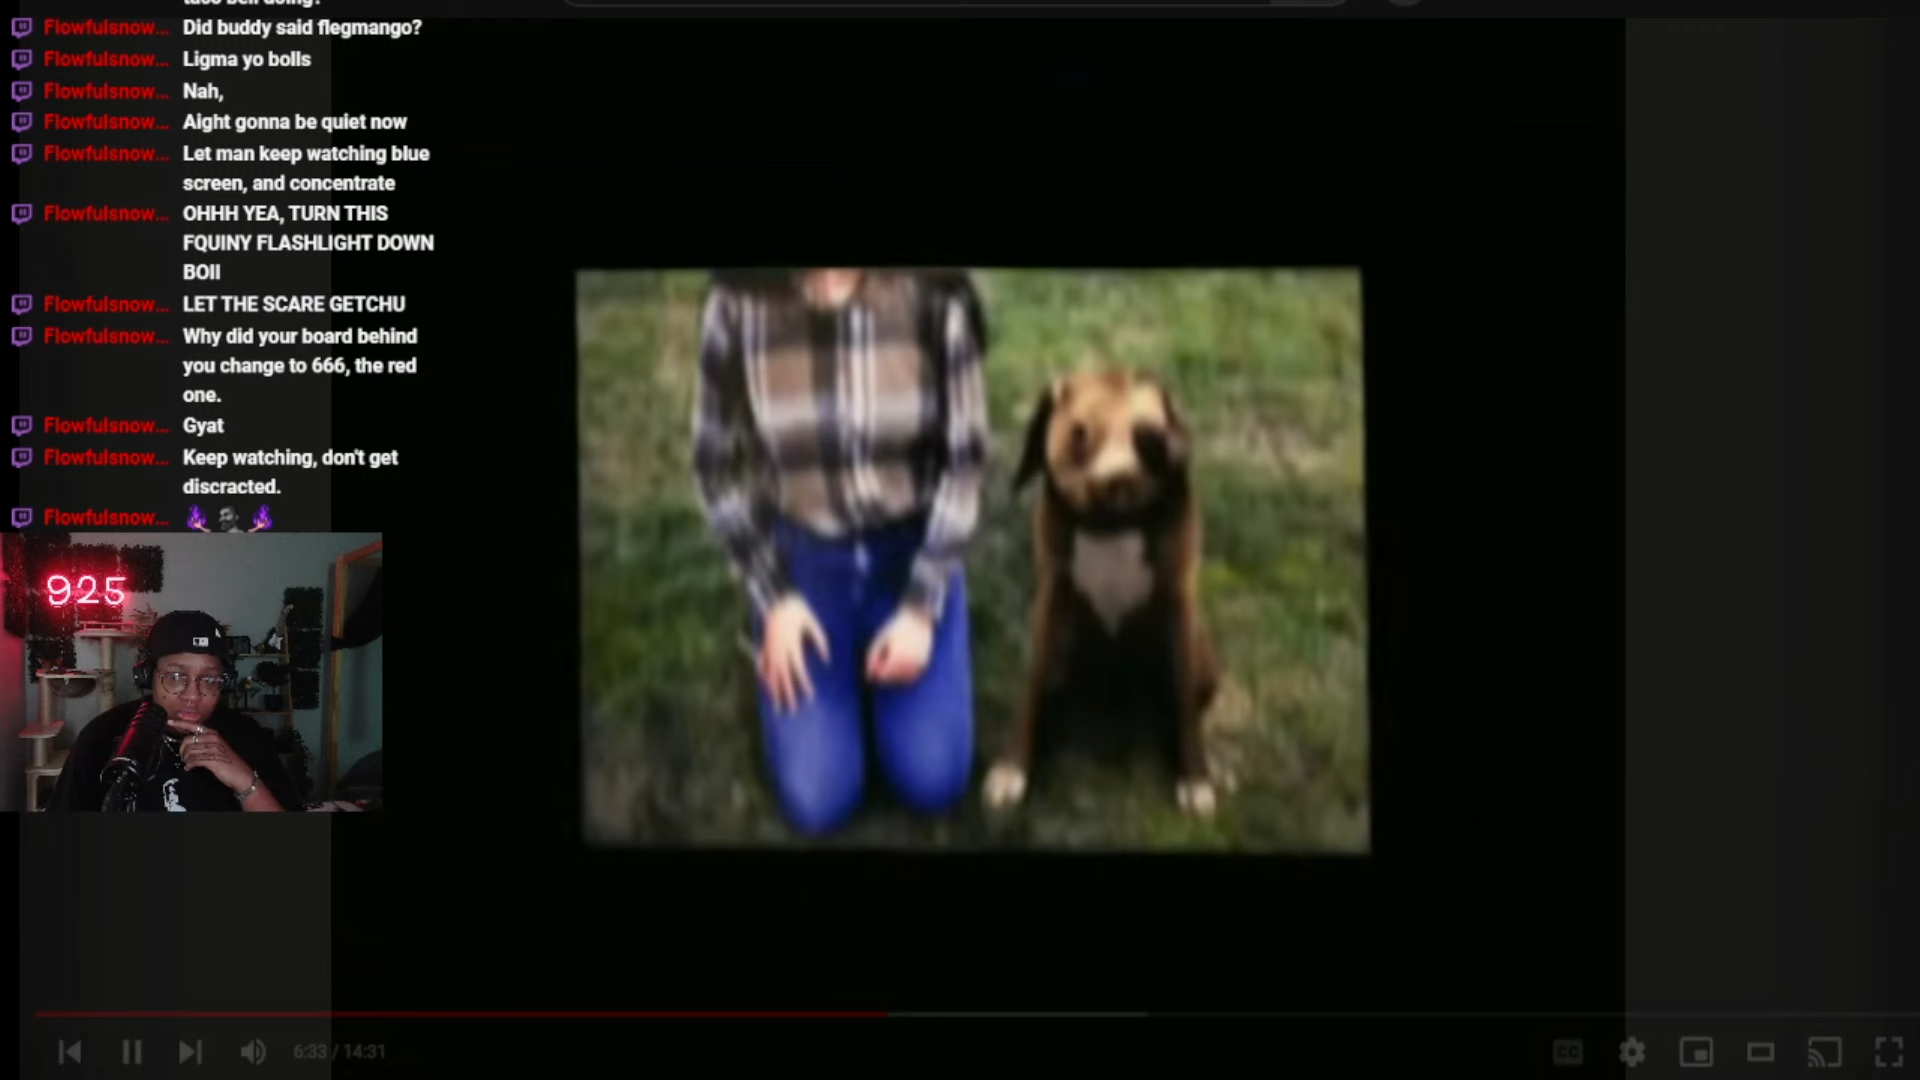 Flowfulsnow... Did buddy said flegmango?
Flowfulsnow... Ligma yo bolls
Flowfulsnow... Nah,
Flowfulsnow... Aight gonna be quiet now
Flowfulsnow... Let man keep watching blue
screen, and concentrate
Flowfulsnow... OHHH YEA, TURN THIS
FQUINY FLASHLIGHT DOWN
BOII
Flowfulsnow... LET THE SCARE GETCHU
Flowfulsnow... Why did your board behind
you change to 666, the red
one.
Flowfulsnow... Gyat
Flowfulsnow... Keep watching, don't get
discracted.
Flowfulsnow...
925
6:33 / 14:31
CC